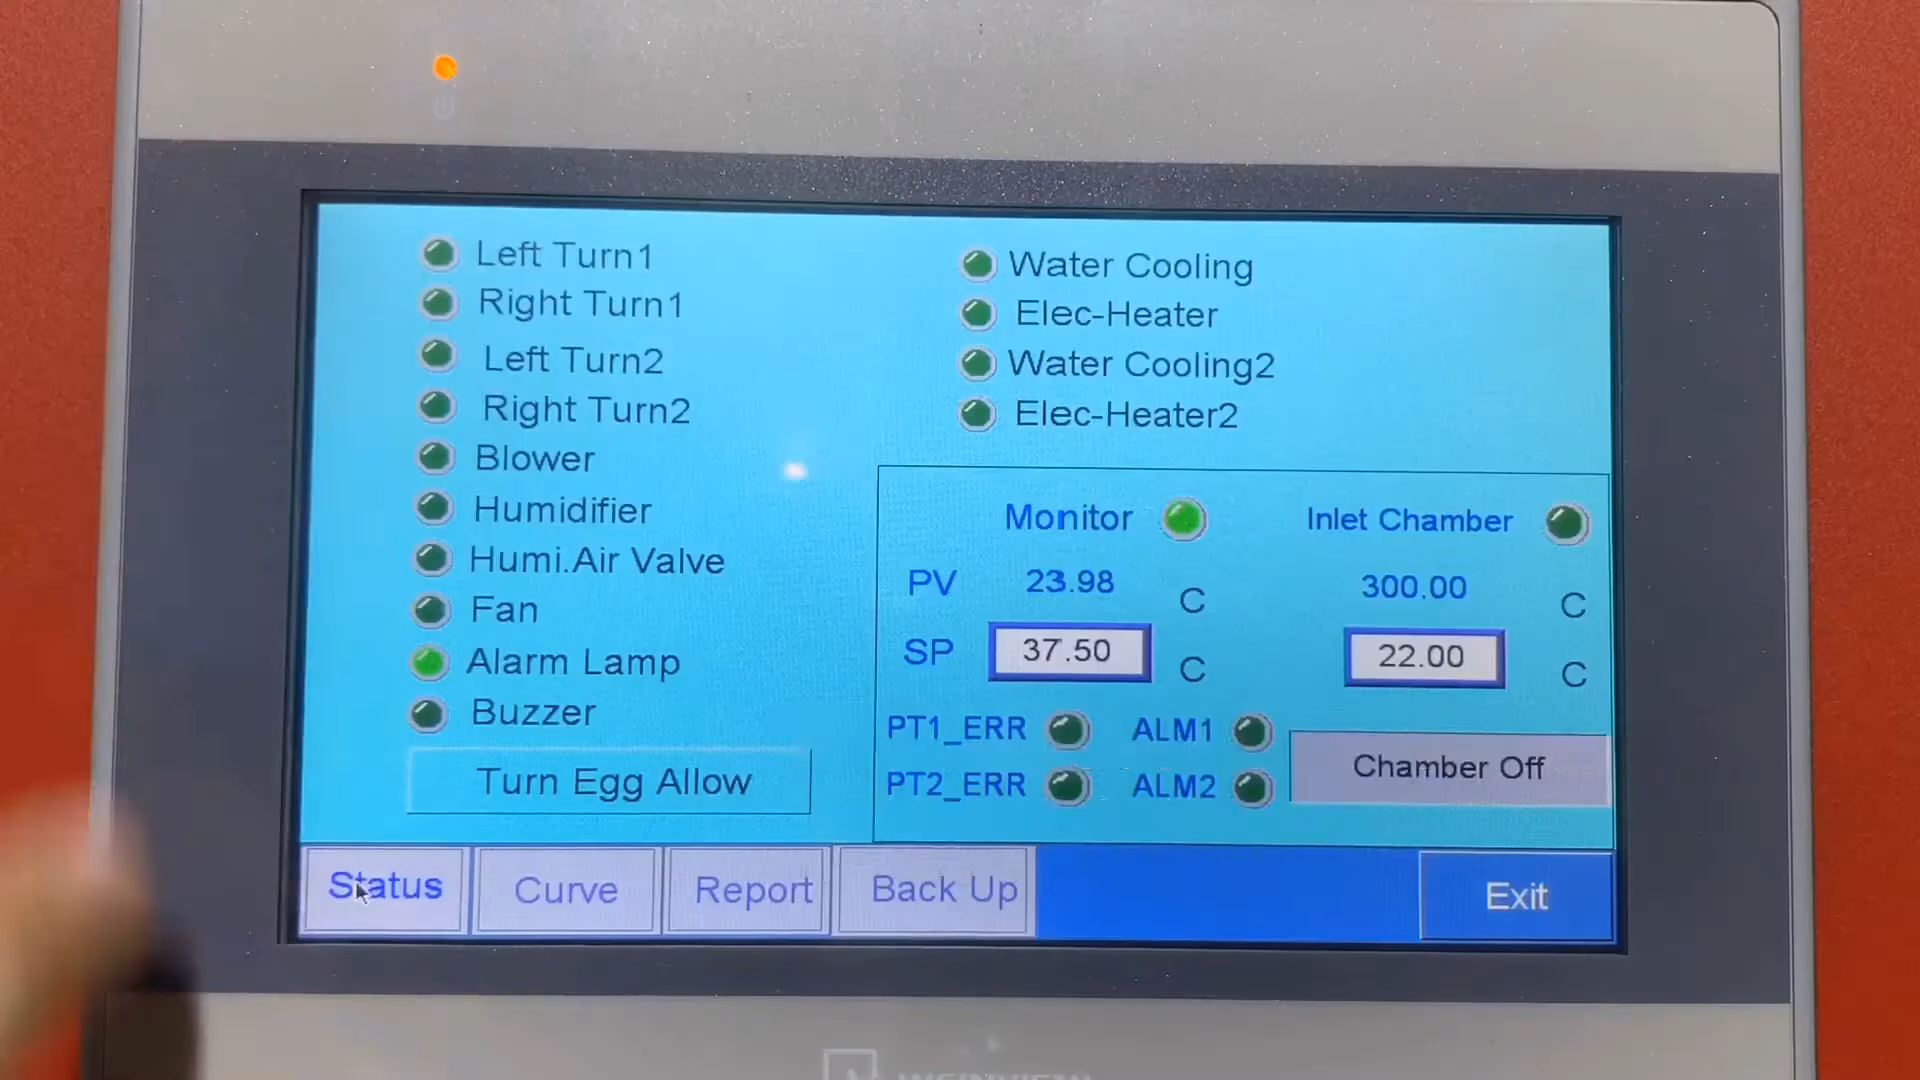 Left Turn1
Right Turn1
Left Turn2
Right Turn2
Blower
Humidifier
Humi.Air Valve
Fan
Alarm Lamp
Buzzer
Turn Egg Allow
Water Cooling
Elec-Heater
Water Cooling2
Elec-Heater2
Monitor Inlet Chamber
PV 23.98 C 300.00 C
SP 37.50 C 22.00 C
PT1_ERR ALM1
PT2_ERR ALM2
Chamber Off
Status Curve Report Back Up Exit